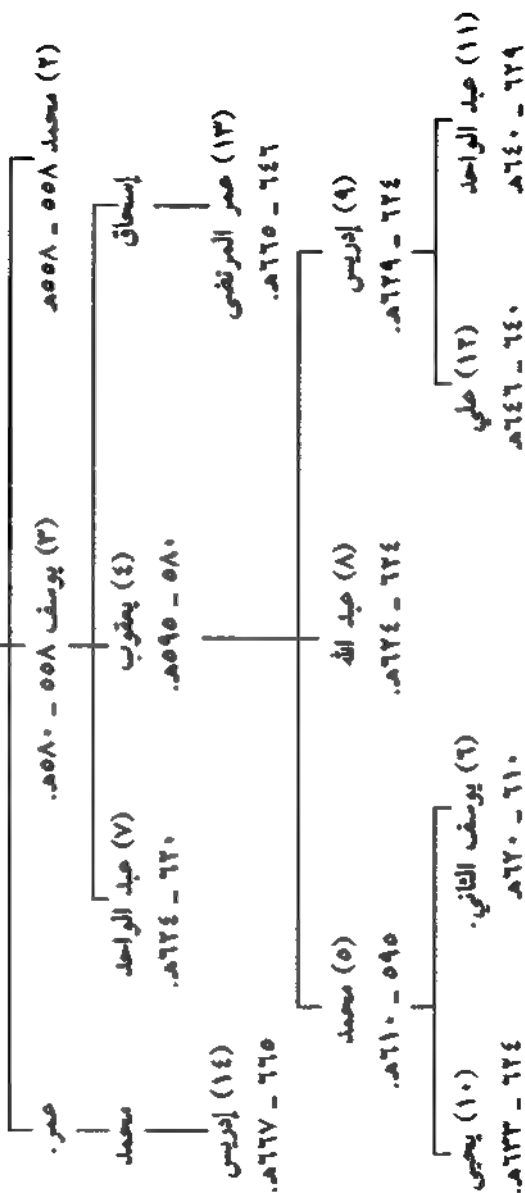 (٢) محمد ٥٥٨ - ٥٥٨هـ
(٣) يوسف ٥٥٨ - ٥٨٠هـ.
عمر.
إسحاق
(٤) يعقوب
٥٨٠ - ٥٩٥هـ.
(٧) عبد الواحد
٦٢٠ - ٦٢٤هـ.
محمد
(١٣) عمر المرتضى
٦٤٦ - ٦٦٥هـ.
(١٤) إدريس
٦٦٥ - ٦٦٧هـ.
(٩) إدريس
٦٢٤ - ٦٢٩هـ.
(٨) عبد الله
٦٢٤ - ٦٢٤هـ.
(٥) محمد
٥٩٥ - ٦١٠هـ.
(١١) عبد الواحد
٦٢٩ - ٦٤٠هـ
(١٢) علي
٦٤٠ - ٦٤٦هـ
(٦) يوسف الثاني.
٦١٠ - ٦٢٠هـ
(١٠) يحيى
٦٢٤ - ٦٣٣هـ.